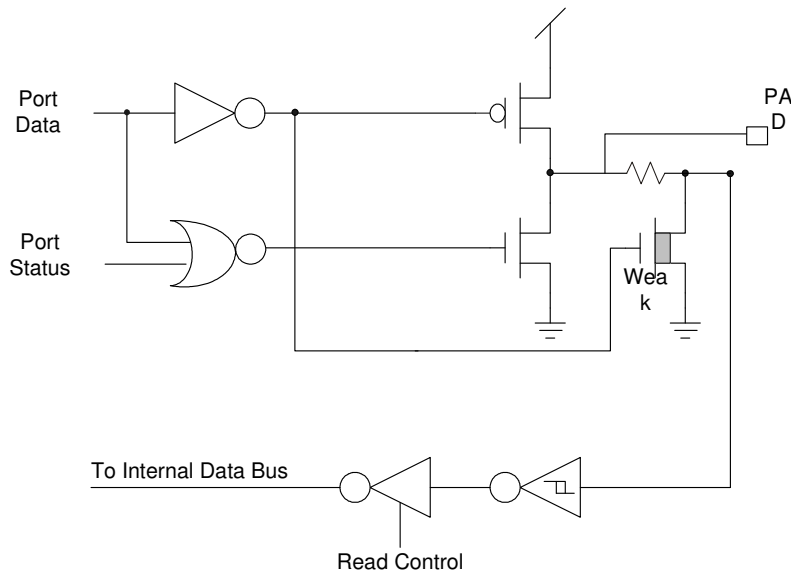 Port
Data
PA
D
Port
Status
Wea
k
To Internal Data Bus
Read Control